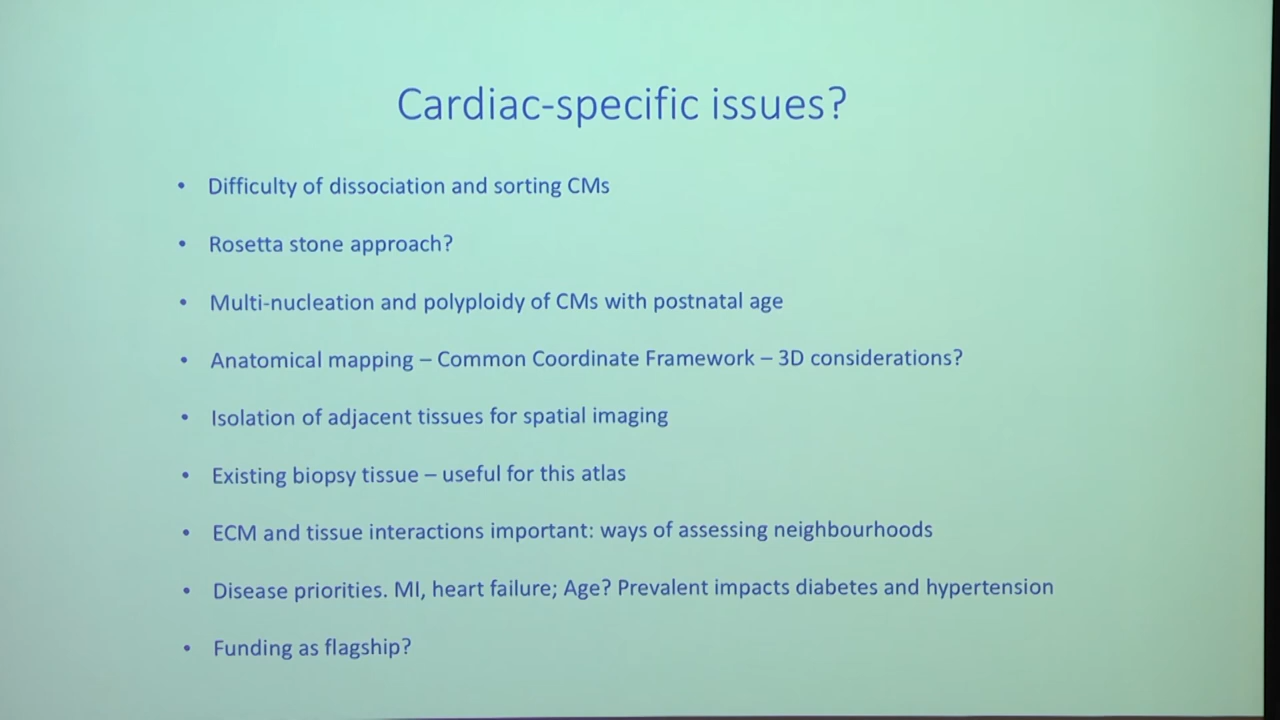 Cardiac-specific issues?
• Difficulty of dissociation and sorting CMs
• Rosetta stone approach?
• Multi-nucleation and polyploidy of CMs with postnatal age
• Anatomical mapping – Common Coordinate Framework – 3D considerations?
• Isolation of adjacent tissues for spatial imaging
• Existing biopsy tissue – useful for this atlas
• ECM and tissue interactions important: ways of assessing neighbourhoods
• Disease priorities. MI, heart failure; Age? Prevalent impacts diabetes and hypertension
• Funding as flagship?